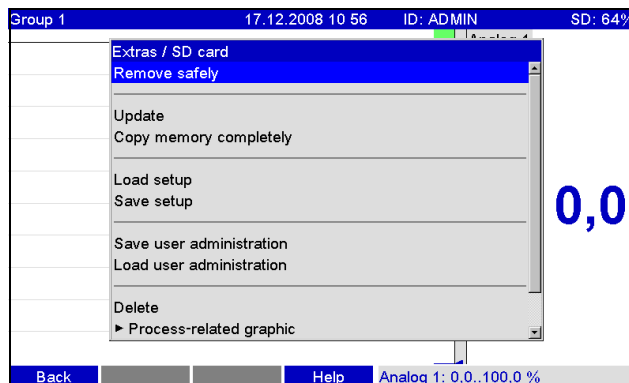 Group 1 17.12.2008 10 56 ID: ADMIN SD: 64%
Analog 1
Extras / SD card
Remove safely
Update
Copy memory completely
Load setup
Save setup
0,0
Save user administration
Load user administration
Delete
► Process-related graphic
Back Help Analog 1: 0,0..100,0 %